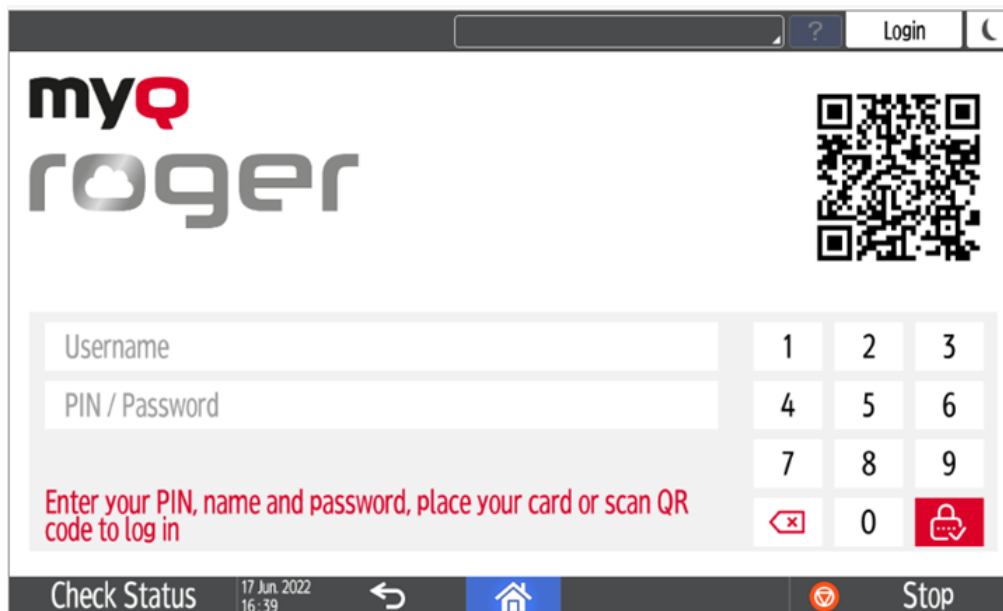 ? Login
myQ
roger
Username
PIN / Password
Enter your PIN, name and password, place your card or scan QR
code to log in
1 2 3
4 5 6
7 8 9
0
Check Status
17 Jun. 2022
16:39
Stop